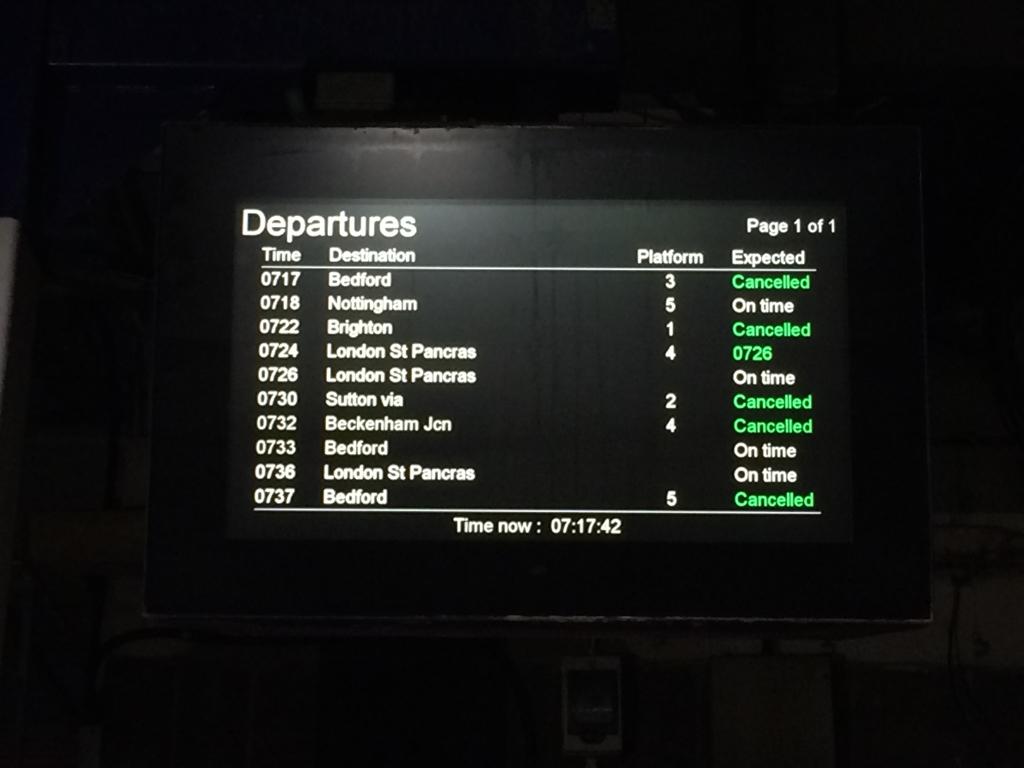 Departures Page 1 of 1
Time Destination Platform Expected
0717 Bedford 3 Cancelled
0718 Nottingham 5 On time
0722 Brighton 1 Cancelled
0724 London St Pancras 4 0726
0726 London St Pancras On time
0730 Sutton via 2 Cancelled
0732 Beckenham Jcn 4 Cancelled
0733 Bedford On time
0736 London St Pancras On time
0737 Bedford 5 Cancelled
Time now : 07:17:42